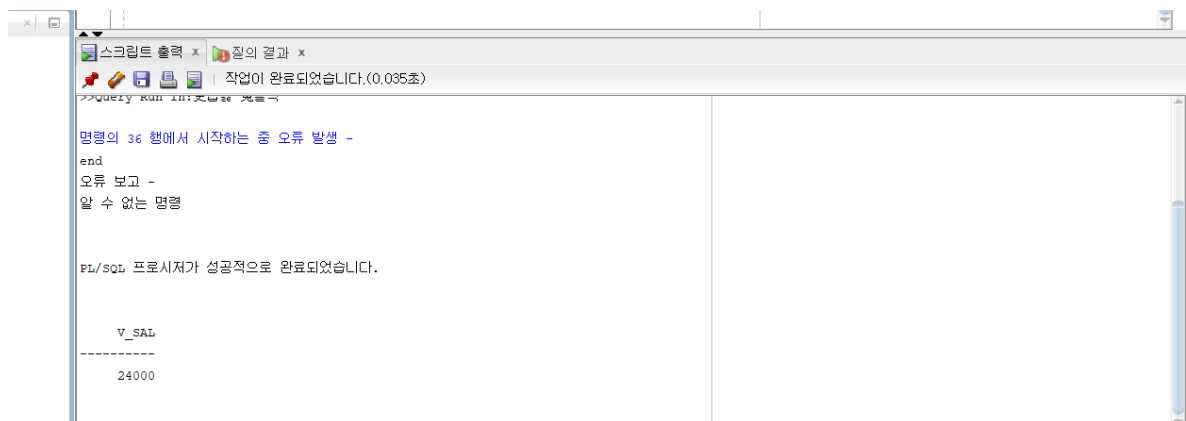 스크립트 출력 x 질의 결과 x
작업이 완료되었습니다.(0,035초)
>>Query Run In:
명령의 36 행에서 시작하는 중 오류 발생 -
end
오류 보고 -
알 수 없는 명령
PL/SQL 프로시저가 성공적으로 완료되었습니다.
V_SAL
----------
24000